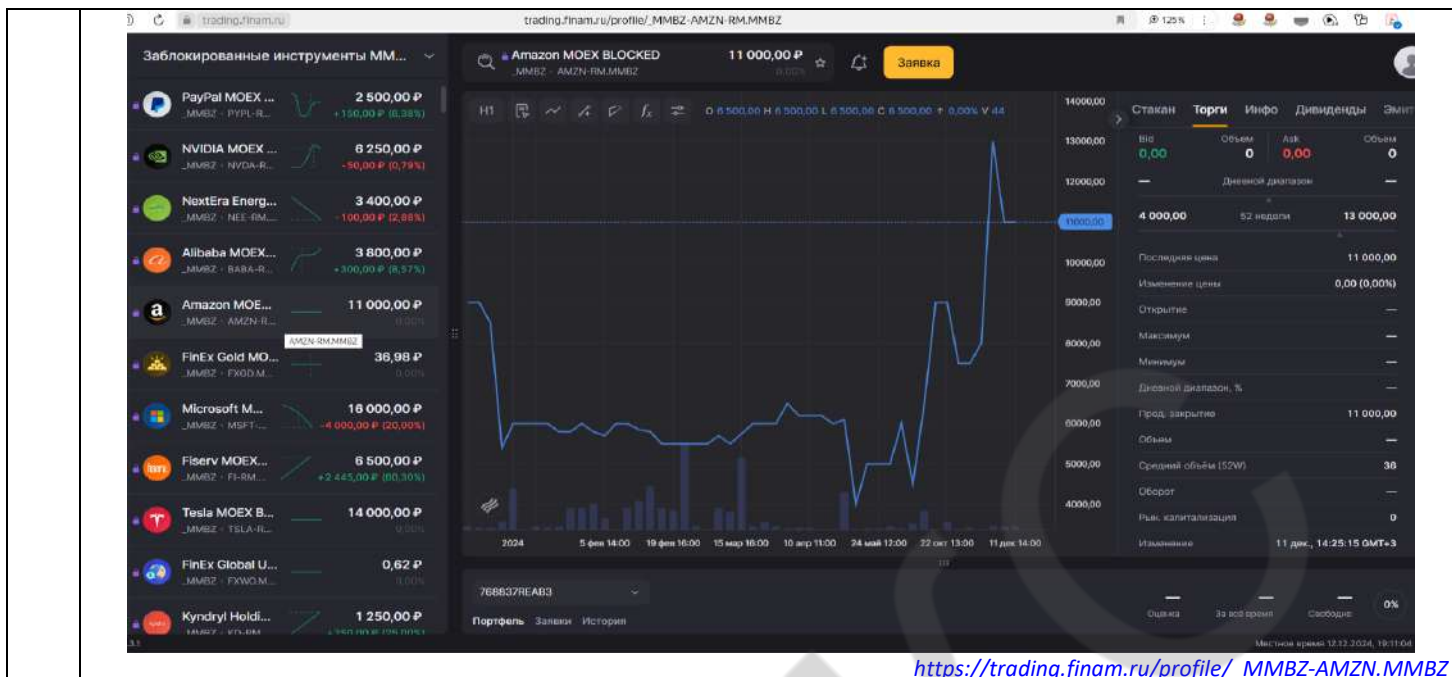 trading.finam.ru
trading.finam.ru/profile/_MMBZ-AMZN-RM.MMBZ
125%
Заблокированные инструменты MM...
Amazon MOEX BLOCKED
_MMBZ · AMZN-RM.MMBZ
11 000,00 ₽
0,00%
Заявка
PayPal MOEX ...
2 500,00 ₽
_MMBZ · PYPL-R...
+150,00 ₽ (6,38%)
NVIDIA MOEX ...
6 250,00 ₽
_MMBZ · NVDA-R...
-50,00 ₽ (0,79%)
NextEra Energ...
3 400,00 ₽
_MMBZ · NEE-RM....
-100,00 ₽ (2,86%)
Alibaba MOEX...
3 800,00 ₽
_MMBZ · BABA-R...
+300,00 ₽ (8,57%)
Amazon MOE...
11 000,00 ₽
_MMBZ · AMZN-R...
0,00%
AMZN-RM.MMBZ
FinEx Gold MO...
36,98 ₽
_MMBZ · FXGD.M...
0,00%
Microsoft M...
16 000,00 ₽
_MMBZ · MSFT-...
-4 000,00 ₽ (20,00%)
Fiserv MOEX...
6 500,00 ₽
_MMBZ · FI-RM....
+2 445,00 ₽ (60,30%)
Tesla MOEX B...
14 000,00 ₽
_MMBZ · TSLA-R...
0,00%
FinEx Global U...
0,62 ₽
_MMBZ · FXWO.M...
0,00%
Kyndryl Holdi...
1 250,00 ₽
_MMBZ · KD-RM....
+250,00 ₽ (25,00%)
H1
O 6 500,00 H 6 500,00 L 6 500,00 C 6 500,00 + 0,00% V 44
14000,00
13000,00
12000,00
11000,00
10000,00
9000,00
8000,00
7000,00
6000,00
5000,00
4000,00
2024
5 фев 14:00
19 фев 16:00
15 мар 16:00
10 апр 11:00
24 май 12:00
22 окт 13:00
11 дек 14:00
Стакан Торги Инфо Дивиденды Эмит
Bid Объем Ask Объем
0,00 0 0,00 0
— Дневной диапазон —
4 000,00 52 недели 13 000,00
Последняя цена 11 000,00
Изменение цены 0,00 (0,00%)
Открытие —
Максимум —
Минимум —
Дневной диапазон, % —
Пред. закрытие 11 000,00
Объем —
Средний объём (52W) 36
Оборот —
Рын. капитализация 0
Изменение 11 дек., 14:25:15 GMT+3
768837REAB3
Портфель Заявки История
Оценка
За всё время
Свободно
0%
Местное время 12.12.2024, 19:11:04
https://trading.finam.ru/profile/_MMBZ-AMZN.MMBZ